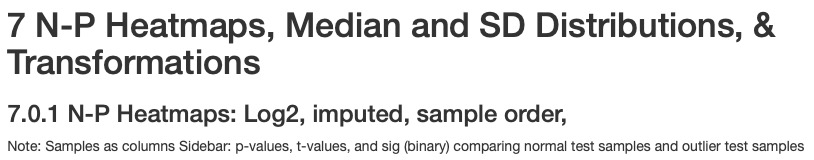 7 N-P Heatmaps, Median and SD Distributions, &
Transformations
7.0.1 N-P Heatmaps: Log2, imputed, sample order,
Note: Samples as columns Sidebar: p-values, t-values, and sig (binary) comparing normal test samples and outlier test samples